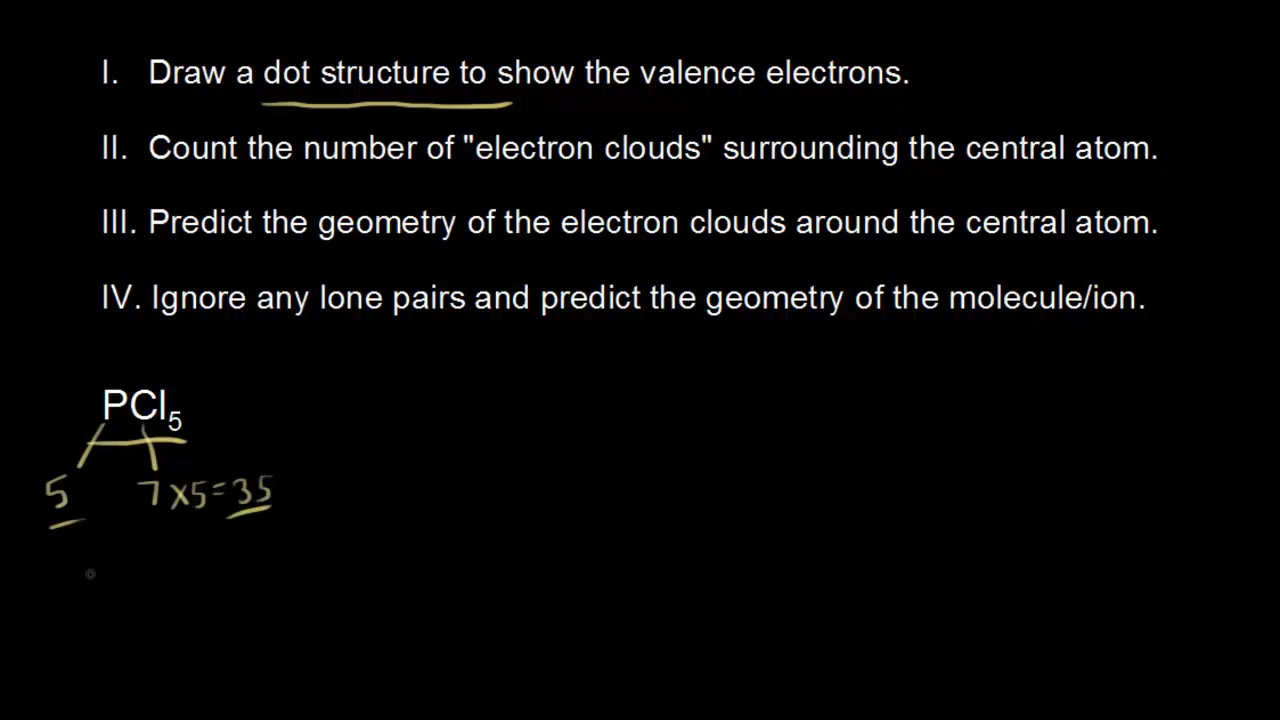 I. Draw a dot structure to show the valence electrons.
II. Count the number of "electron clouds" surrounding the central atom.
III. Predict the geometry of the electron clouds around the central atom.
IV. Ignore any lone pairs and predict the geometry of the molecule/ion.
PCl₅
5 7×5=35